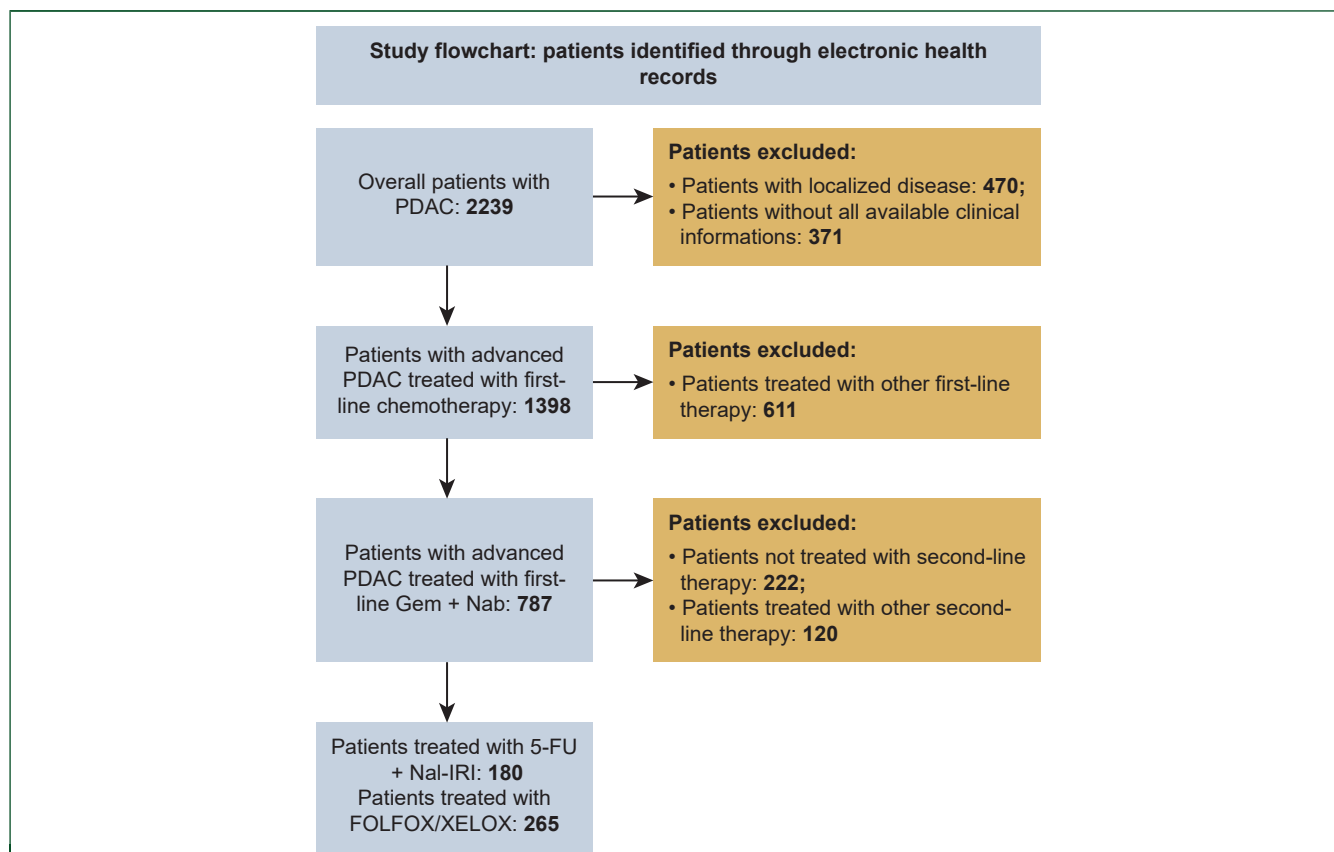 Study flowchart: patients identified through electronic health
records
Overall patients with
PDAC: 2239
Patients excluded:
• Patients with localized disease: 470;
• Patients without all available clinical
informations: 371
Patients with advanced
PDAC treated with first-
line chemotherapy: 1398
Patients excluded:
• Patients treated with other first-line
therapy: 611
Patients with advanced
PDAC treated with first-
line Gem + Nab: 787
Patients excluded:
• Patients not treated with second-line
therapy: 222;
• Patients treated with other second-
line therapy: 120
Patients treated with 5-FU
+ Nal-IRI: 180
Patients treated with
FOLFOX/XELOX: 265